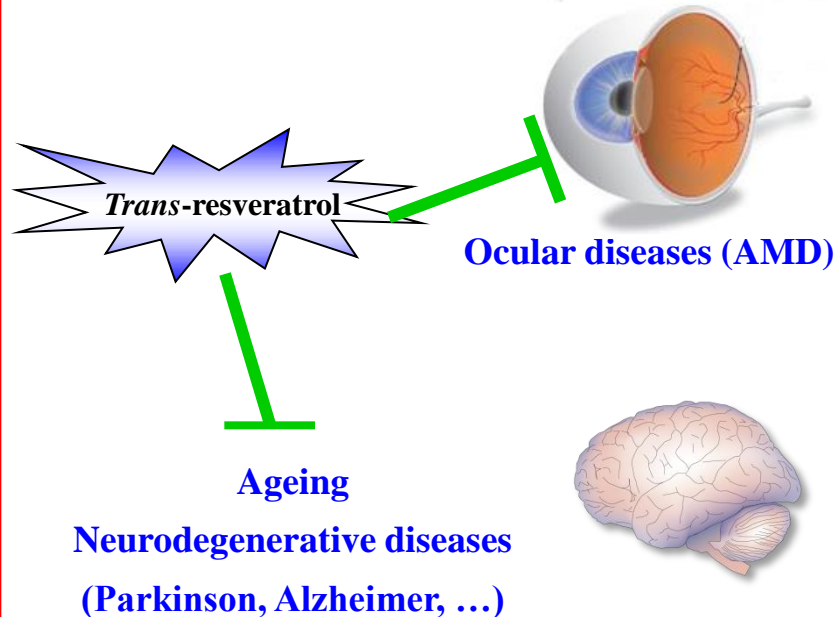 Trans-resveratrol
Ocular diseases (AMD)
Ageing
Neurodegenerative diseases
(Parkinson, Alzheimer, …)